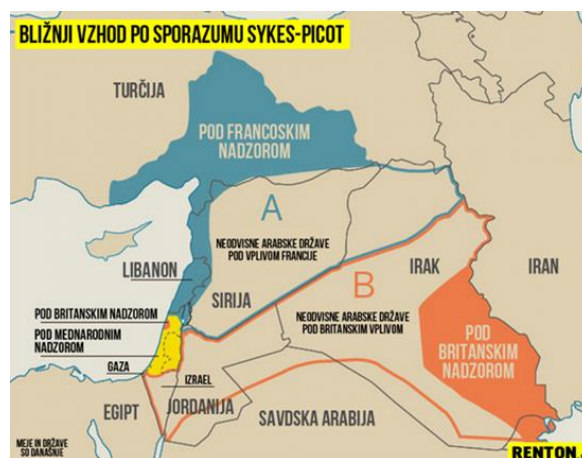 BLIŽNJI VZHOD PO SPORAZUMU SYKES-PICOT
TURČIJA
POD FRANCOSKIM
NADZOROM
A
NEODVISNE ARABSKE DRŽAVE
POD VPLIVOM FRANCIJE
LIBANON
SIRIJA
B
IRAK
IRAN
NEODVISNE ARABSKE DRŽAVE
POD BRITANSKIM VPLIVOM
POD BRITANSKIM NADZOROM
POD MEDNARODNIM
NADZOROM
POD
BRITANSKIM
NADZOROM
GAZA
IZRAEL
EGIPT
JORDANIJA
SAVDSKA ARABIJA
MEJE IN DRŽAVE
SO DANAŠNJE
RENTON